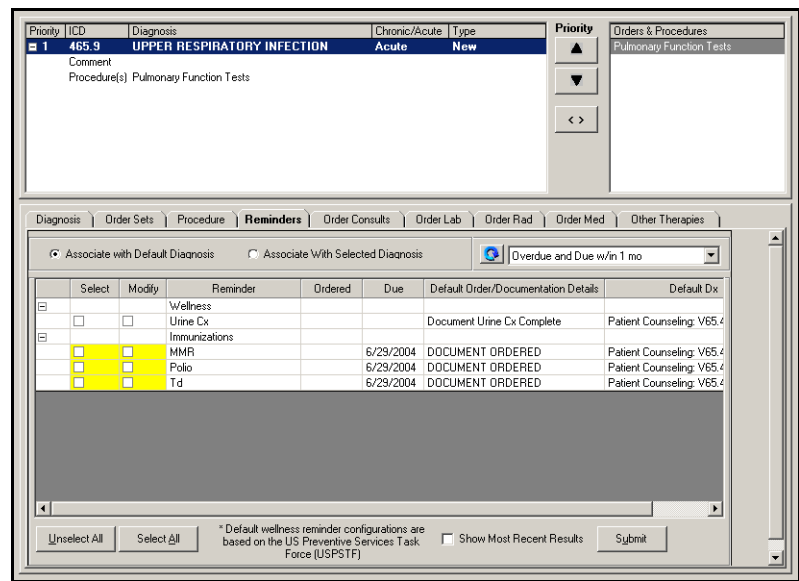 Priority ICD Diagnosis Chronic/Acute Type Priority Orders & Procedures
1 465.9 UPPER RESPIRATORY INFECTION Acute New Pulmonary Function Tests
Comment
Procedure(s) Pulmonary Function Tests
< >
Diagnosis Order Sets Procedure Reminders Order Consults Order Lab Order Rad Order Med Other Therapies
Associate with Default Diagnosis Associate With Selected Diagnosis Overdue and Due w/in 1 mo
Select Modify Reminder Ordered Due Default Order/Documentation Details Default Dx
Wellness
Urine Cx Document Urine Cx Complete Patient Counseling: V65.4
Immunizations
MMR 6/29/2004 DOCUMENT ORDERED Patient Counseling: V65.4
Polio 6/29/2004 DOCUMENT ORDERED Patient Counseling: V65.4
Td 6/29/2004 DOCUMENT ORDERED Patient Counseling: V65.4
Unselect All Select All * Default wellness reminder configurations are
based on the US Preventive Services Task
Force (USPSTF) Show Most Recent Results Submit